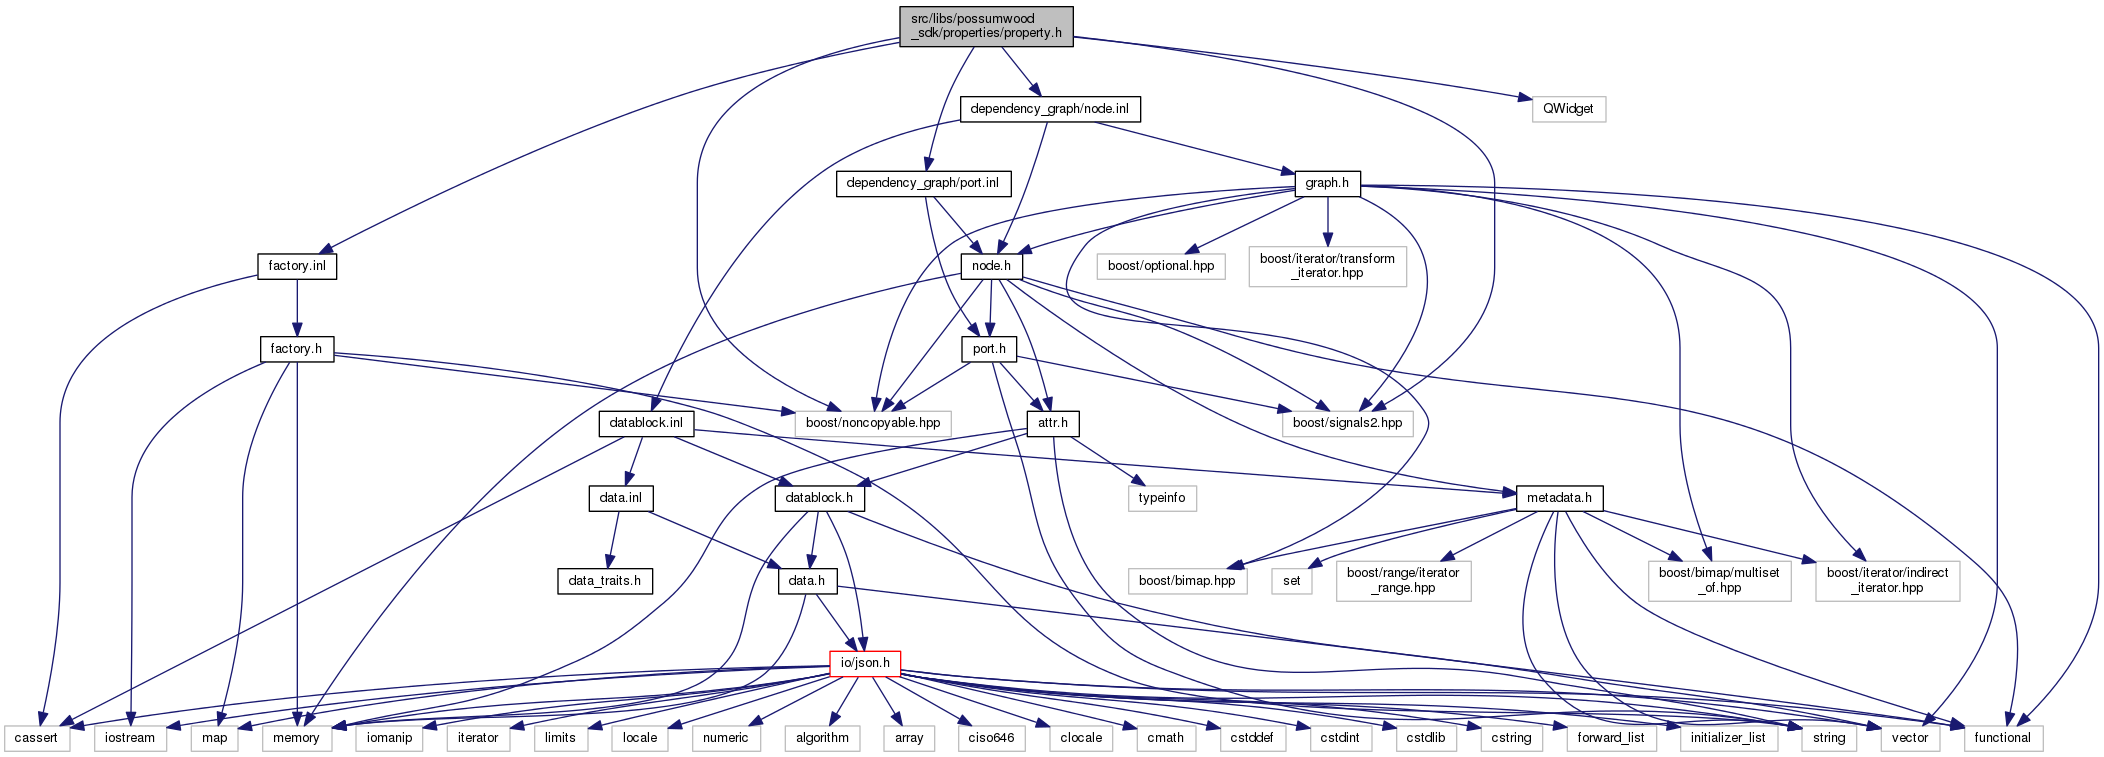 src/libs/possumwood
_sdk/properties/property.h
dependency_graph/node.inl
QWidget
dependency_graph/port.inl
graph.h
factory.inl
node.h
boost/optional.hpp
boost/iterator/transform
_iterator.hpp
factory.h
port.h
boost/noncopyable.hpp
datablock.inl
attr.h
boost/signals2.hpp
data.inl
datablock.h
typeinfo
metadata.h
data_traits.h
data.h
boost/bimap.hpp
set
boost/range/iterator
_range.hpp
boost/bimap/multiset
_of.hpp
boost/iterator/indirect
_iterator.hpp
io/json.h
cassert
iostream
map
memory
iomanip
iterator
limits
locale
numeric
algorithm
array
ciso646
clocale
cmath
cstddef
cstdint
cstdlib
cstring
forward_list
initializer_list
string
vector
functional